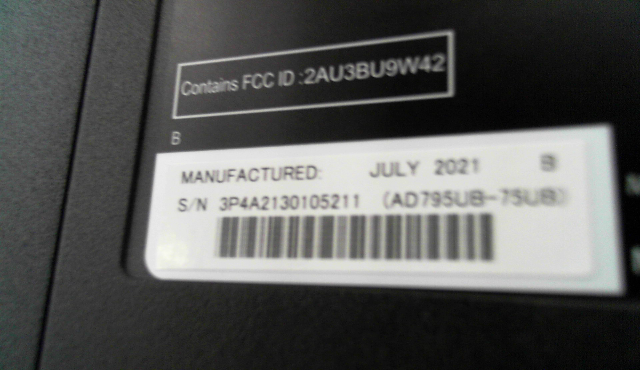 Contains FCC ID :2AU3BU9W42
B
MANUFACTURED: JULY 2021 B
S/N 3P4A2130105211 (AD795UB-75UB)